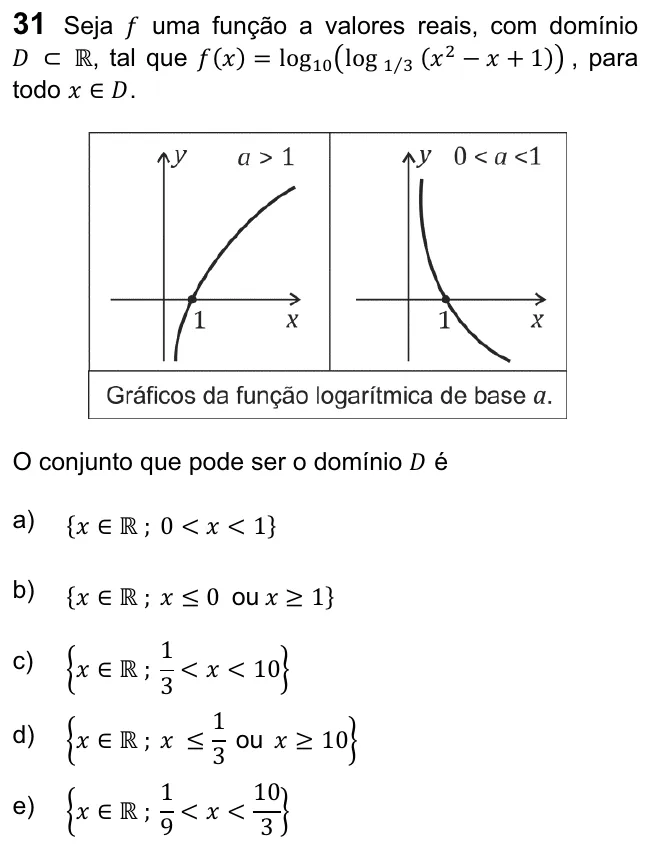 31 Seja f uma função a valores reais, com domínio
D ⊂ ℝ, tal que f(x) = log₁₀(log ₁/₃ (x² − x + 1)) , para
todo x ∈ D.
y a > 1
1 x
y 0 < a <1
1 x
Gráficos da função logarítmica de base a.
O conjunto que pode ser o domínio D é
a) {x ∈ ℝ ; 0 < x < 1}
b) {x ∈ ℝ ; x ≤ 0 ou x ≥ 1}
c) {x ∈ ℝ ; 1/3 < x < 10}
d) {x ∈ ℝ ; x ≤ 1/3 ou x ≥ 10}
e) {x ∈ ℝ ; 1/9 < x < 10/3}